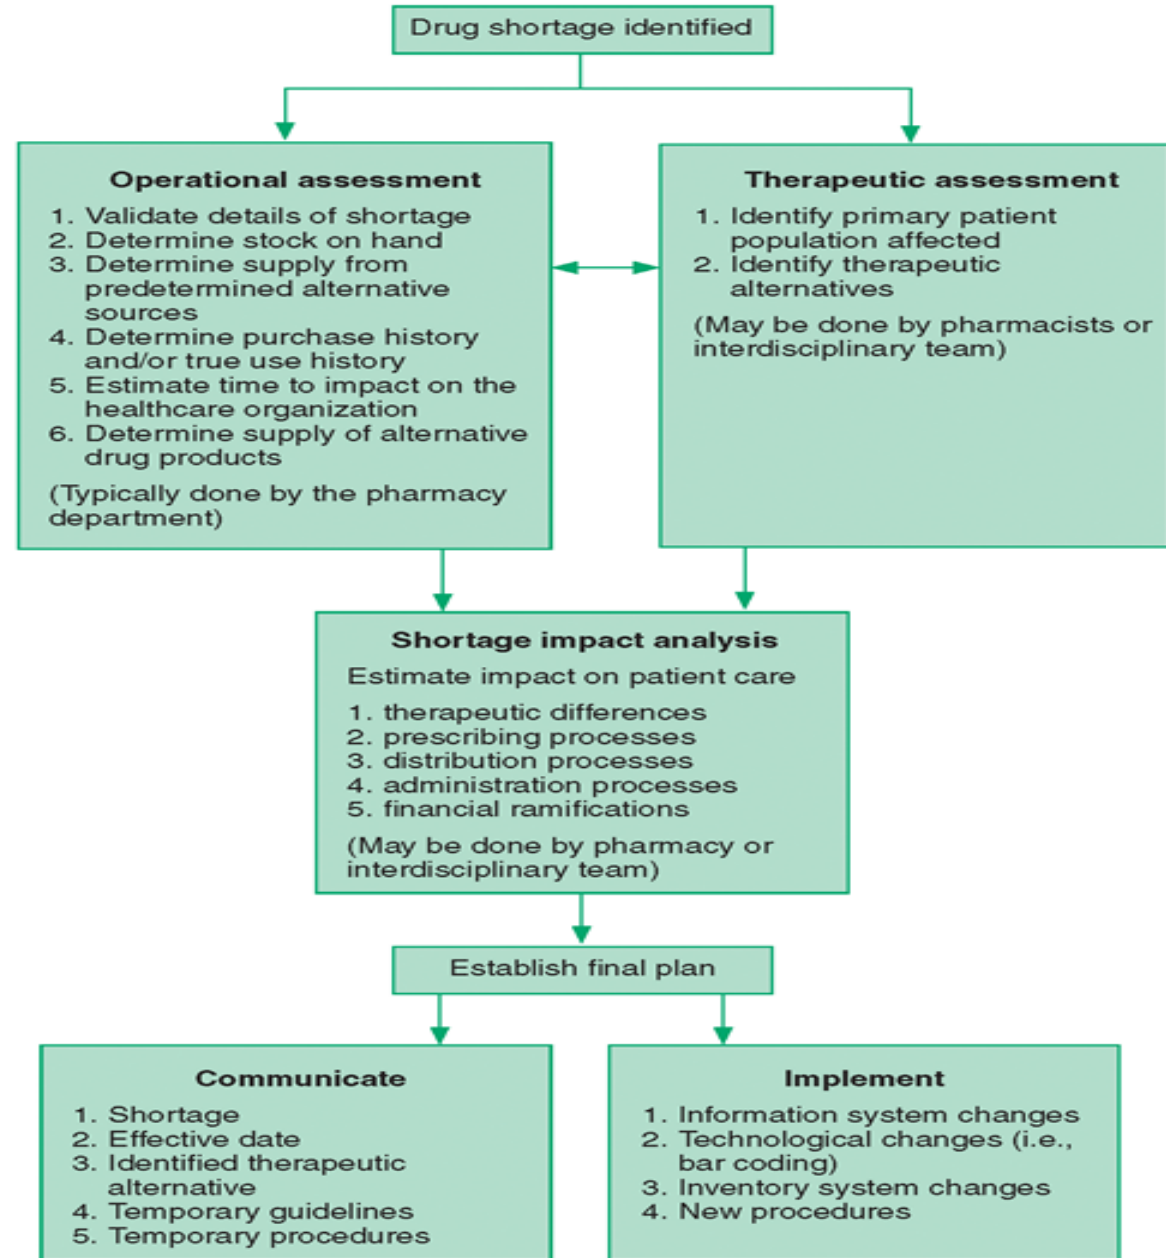 Drug shortage identified
Operational assessment
1. Validate details of shortage
2. Determine stock on hand
3. Determine supply from
predetermined alternative
sources
4. Determine purchase history
and/or true use history
5. Estimate time to impact on the
healthcare organization
6. Determine supply of alternative
drug products
(Typically done by the pharmacy
department)
Therapeutic assessment
1. Identify primary patient
population affected
2. Identify therapeutic
alternatives
(May be done by pharmacists or
interdisciplinary team)
Shortage impact analysis
Estimate impact on patient care
1. therapeutic differences
2. prescribing processes
3. distribution processes
4. administration processes
5. financial ramifications
(May be done by pharmacy or
interdisciplinary team)
Establish final plan
Communicate
1. Shortage
2. Effective date
3. Identified therapeutic
alternative
4. Temporary guidelines
5. Temporary procedures
Implement
1. Information system changes
2. Technological changes (i.e.,
bar coding)
3. Inventory system changes
4. New procedures